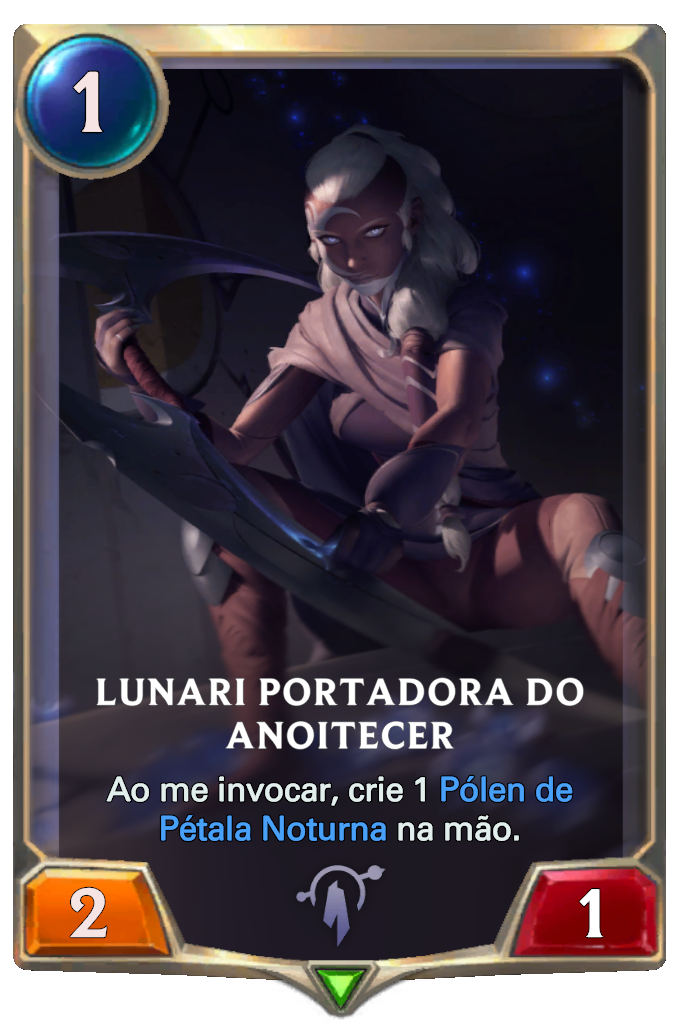 1
LUNARI PORTADORA DO
ANOITECER
Ao me invocar, crie 1 Pólen de
Pétala Noturna na mão.
2
1